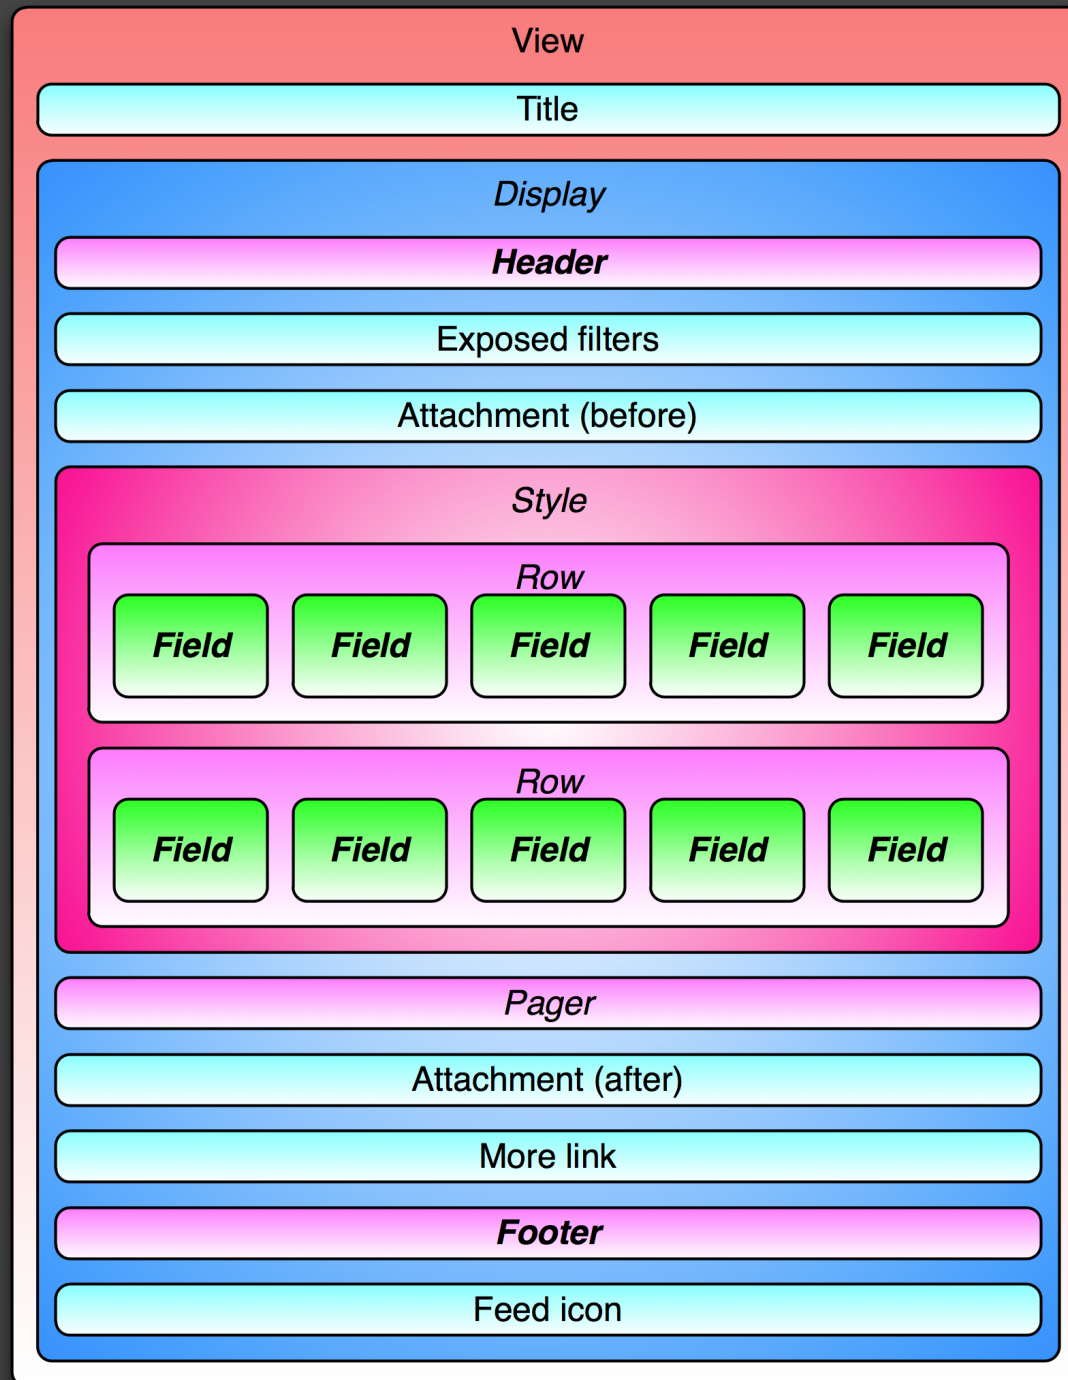 View
Title
Display
Header
Exposed filters
Attachment (before)
Style
Row
Field Field Field Field Field
Row
Field Field Field Field Field
Pager
Attachment (after)
More link
Footer
Feed icon